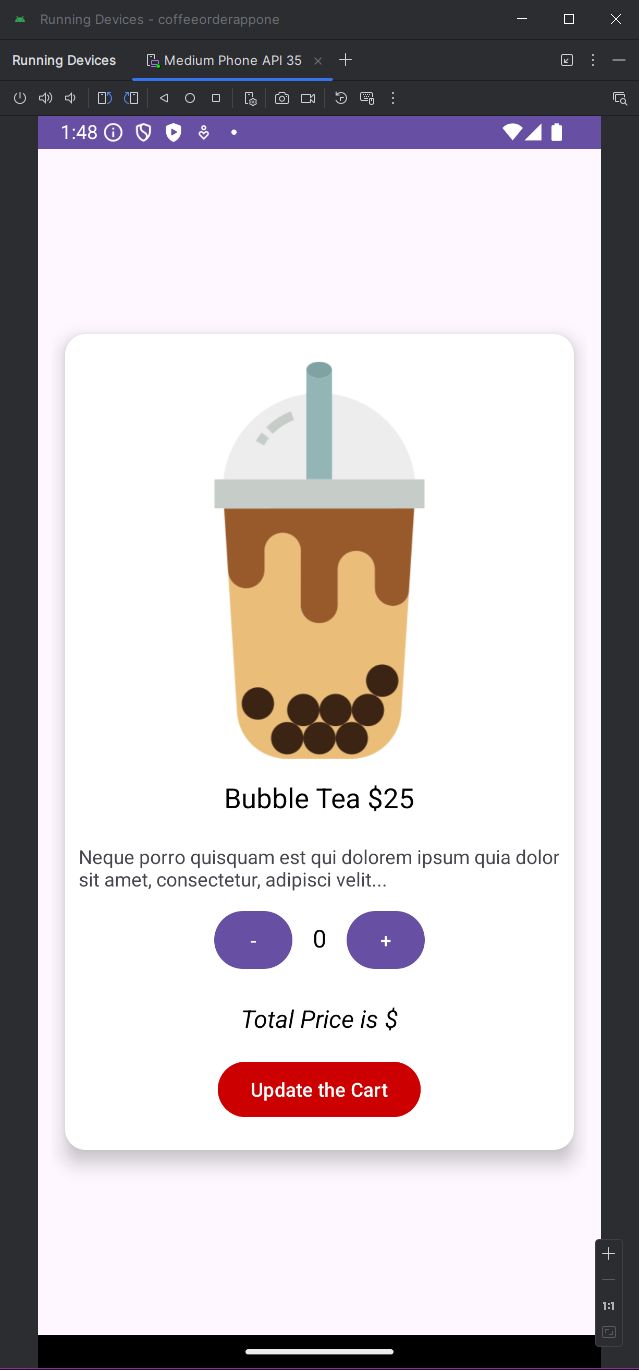 Running Devices - coffeeorderappone
Running Devices
Medium Phone API 35
1:48
Bubble Tea $25
Neque porro quisquam est qui dolorem ipsum quia dolor
sit amet, consectetur, adipisci velit...
- 0 +
Total Price is $
Update the Cart
1:1